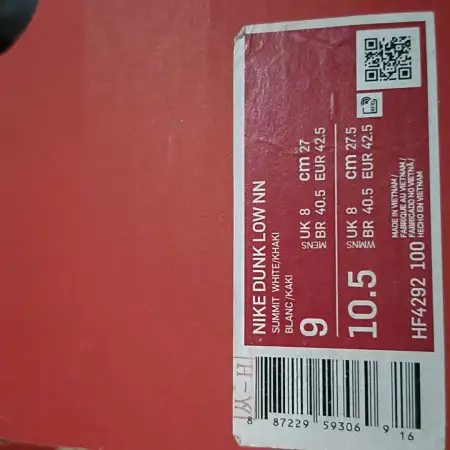 NIKE DUNK LOW NN
SUMMIT WHITE/KHAKI
BLANC/KAKI
9
MENS
UK 8 cm 27
BR 40.5 EUR 42.5
10.5
WMNS
UK 8 cm 27.5
BR 40.5 EUR 42.5
HF4292 100
MADE IN VIETNAM /
FABRIQUE AU VIETNAM /
FABRICADO NO VIETNÃ /
HECHO EN VIETNAM
8 87229 59306 9 16